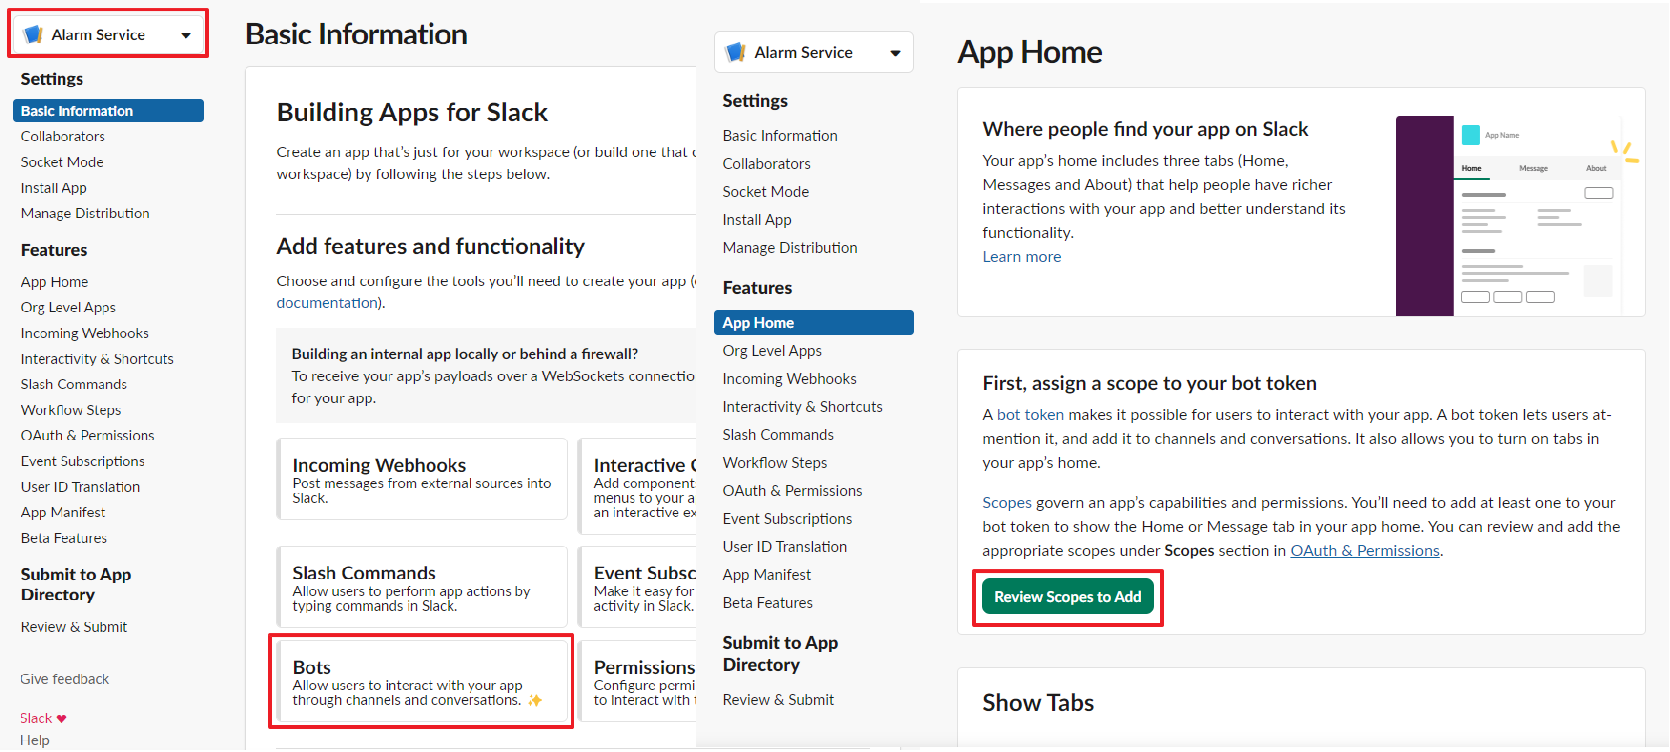 Alarm Service
Settings
Basic Information
Collaborators
Socket Mode
Install App
Manage Distribution
Features
App Home
Org Level Apps
Incoming Webhooks
Interactivity & Shortcuts
Slash Commands
Workflow Steps
OAuth & Permissions
Event Subscriptions
User ID Translation
App Manifest
Beta Features
Submit to App
Directory
Review & Submit
Give feedback
Slack ♥
Help
Basic Information
Building Apps for Slack
Create an app that's just for your workspace (or build one that
workspace) by following the steps below.
Add features and functionality
Choose and configure the tools you'll need to create your app (
documentation).
Building an internal app locally or behind a firewall?
To receive your app's payloads over a WebSockets connectio
for your app.
Incoming Webhooks
Post messages from external sources into
Slack.
Interactive
Add component
menus to your a
an interactive ex
Slash Commands
Allow users to perform app actions by
typing commands in Slack.
Event Subsc
Make it easy for
activity in Slack.
Bots
Allow users to interact with your app
through channels and conversations. ✨
Permissions
Configure permi
to Interact with
Alarm Service
Settings
Basic Information
Collaborators
Socket Mode
Install App
Manage Distribution
Features
App Home
Org Level Apps
Incoming Webhooks
Interactivity & Shortcuts
Slash Commands
Workflow Steps
OAuth & Permissions
Event Subscriptions
User ID Translation
App Manifest
Beta Features
Submit to App
Directory
Review & Submit
App Home
Where people find your app on Slack
Your app's home includes three tabs (Home,
Messages and About) that help people have richer
interactions with your app and better understand its
functionality.
Learn more
App Name
Home Message About
First, assign a scope to your bot token
A bot token makes it possible for users to interact with your app. A bot token lets users at-
mention it, and add it to channels and conversations. It also allows you to turn on tabs in
your app's home.
Scopes govern an app's capabilities and permissions. You'll need to add at least one to your
bot token to show the Home or Message tab in your app home. You can review and add the
appropriate scopes under Scopes section in OAuth & Permissions.
Review Scopes to Add
Show Tabs